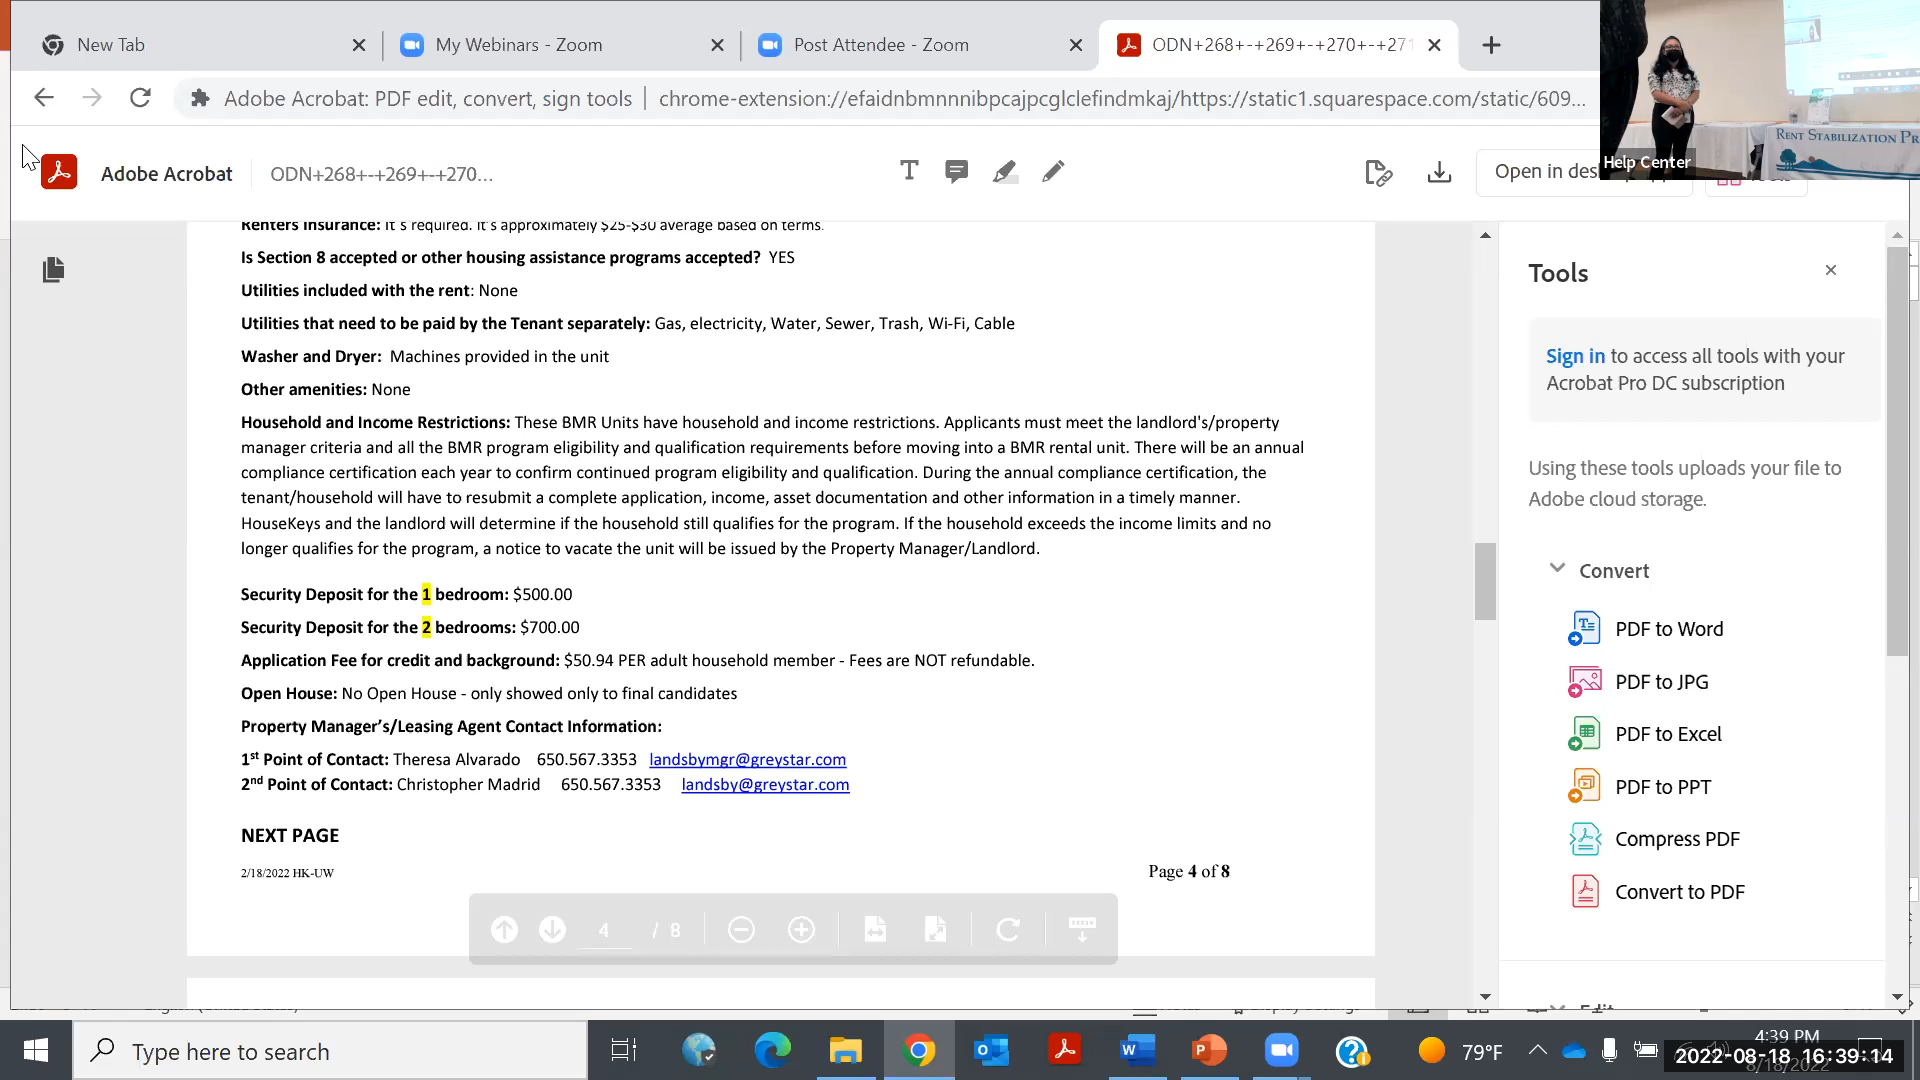 New Tab
My Webinars - Zoom
Post Attendee - Zoom
ODN+268+-+269+-+270+-+271
Adobe Acrobat: PDF edit, convert, sign tools
chrome-extension://efaidnbmnnnibpcajpcglclefindmkaj/https://static1.squarespace.com/static/609...
RENT STABILIZATION PR
Help Center
Adobe Acrobat
ODN+268+-+269+-+270...
Open in des
Renters Insurance: It's required. It's approximately $25-$30 average based on terms.
Is Section 8 accepted or other housing assistance programs accepted? YES
Utilities included with the rent: None
Utilities that need to be paid by the Tenant separately: Gas, electricity, Water, Sewer, Trash, Wi-Fi, Cable
Washer and Dryer: Machines provided in the unit
Other amenities: None
Household and Income Restrictions: These BMR Units have household and income restrictions. Applicants must meet the landlord's/property
manager criteria and all the BMR program eligibility and qualification requirements before moving into a BMR rental unit. There will be an annual
compliance certification each year to confirm continued program eligibility and qualification. During the annual compliance certification, the
tenant/household will have to resubmit a complete application, income, asset documentation and other information in a timely manner.
HouseKeys and the landlord will determine if the household still qualifies for the program. If the household exceeds the income limits and no
longer qualifies for the program, a notice to vacate the unit will be issued by the Property Manager/Landlord.
Security Deposit for the 1 bedroom: $500.00
Security Deposit for the 2 bedrooms: $700.00
Application Fee for credit and background: $50.94 PER adult household member - Fees are NOT refundable.
Open House: No Open House - only showed only to final candidates
Property Manager's/Leasing Agent Contact Information:
1st Point of Contact: Theresa Alvarado 650.567.3353 landsbymgr@greystar.com
2nd Point of Contact: Christopher Madrid 650.567.3353 landsby@greystar.com
NEXT PAGE
2/18/2022 HK-UW
Page 4 of 8
4 / 8
Tools
Sign in to access all tools with your
Acrobat Pro DC subscription
Using these tools uploads your file to
Adobe cloud storage.
Convert
PDF to Word
PDF to JPG
PDF to Excel
PDF to PPT
Compress PDF
Convert to PDF
Edit
Type here to search
79°F
4:39 PM
8/18/2022
2022-08-18 16:39:14